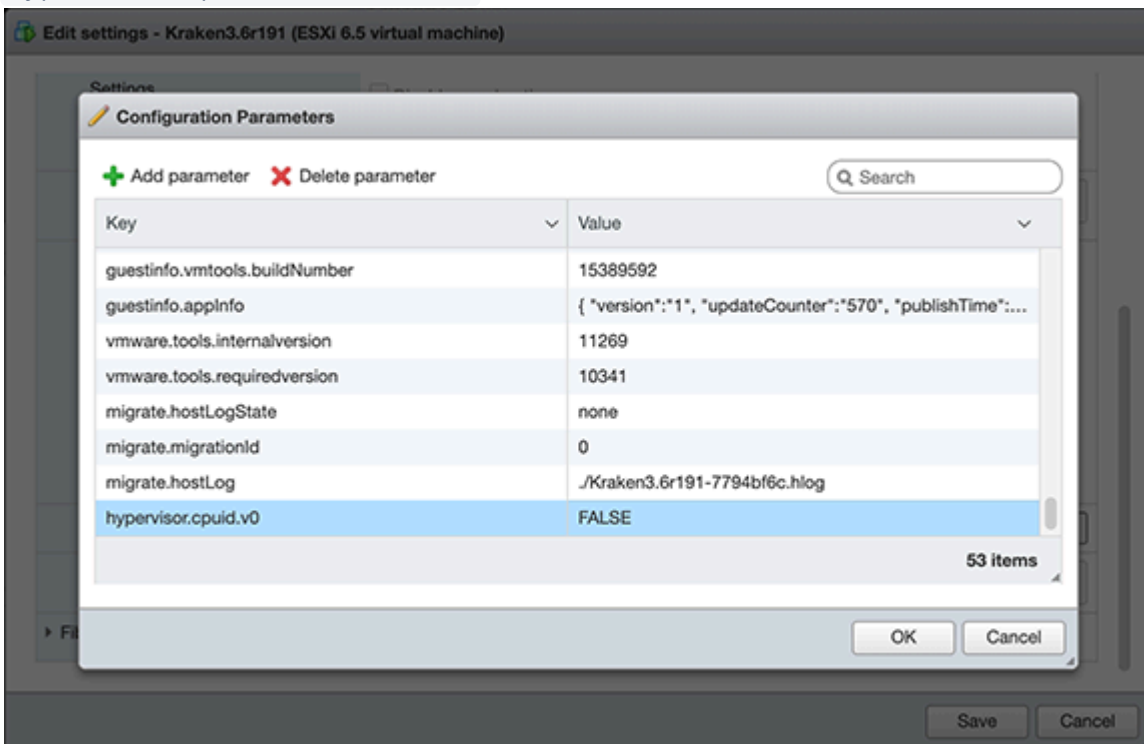 Edit settings - Kraken3.6r191 (ESXi 6.5 virtual machine)
Settings
Configuration Parameters
Add parameter Delete parameter Search
Key Value
guestinfo.vmtools.buildNumber 15389592
guestinfo.appInfo { "version":"1", "updateCounter":"570", "publishTime":...
vmware.tools.internalversion 11269
vmware.tools.requiredversion 10341
migrate.hostLogState none
migrate.migrationId 0
migrate.hostLog ./Kraken3.6r191-7794bf6c.hlog
hypervisor.cpuid.v0 FALSE
53 items
OK Cancel
Save Cancel